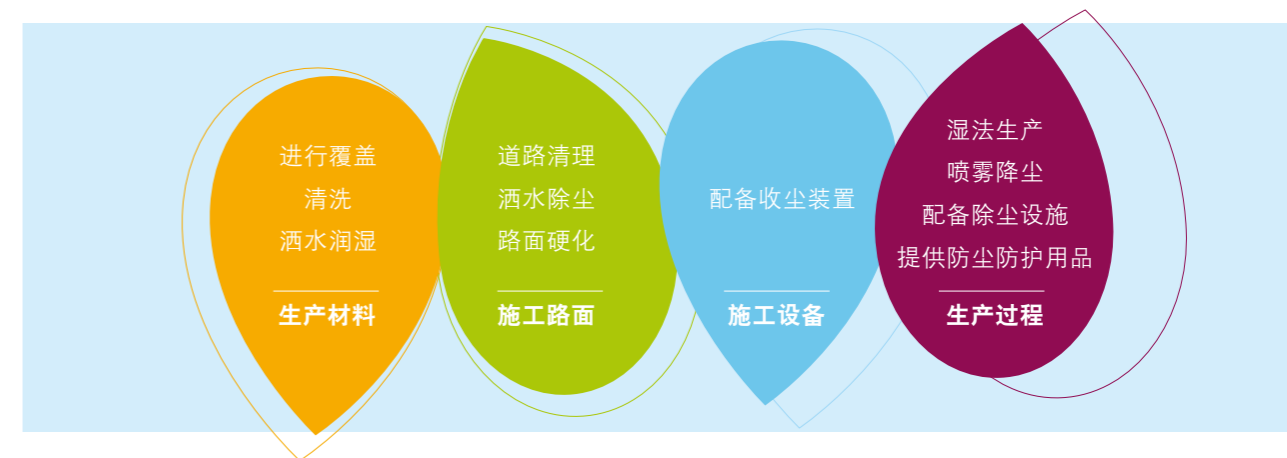 进行覆盖
清洗
洒水润湿
生产材料
道路清理
洒水除尘
路面硬化
施工路面
配备收尘装置
施工设备
湿法生产
喷雾降尘
配备除尘设施
提供防尘防护用品
生产过程